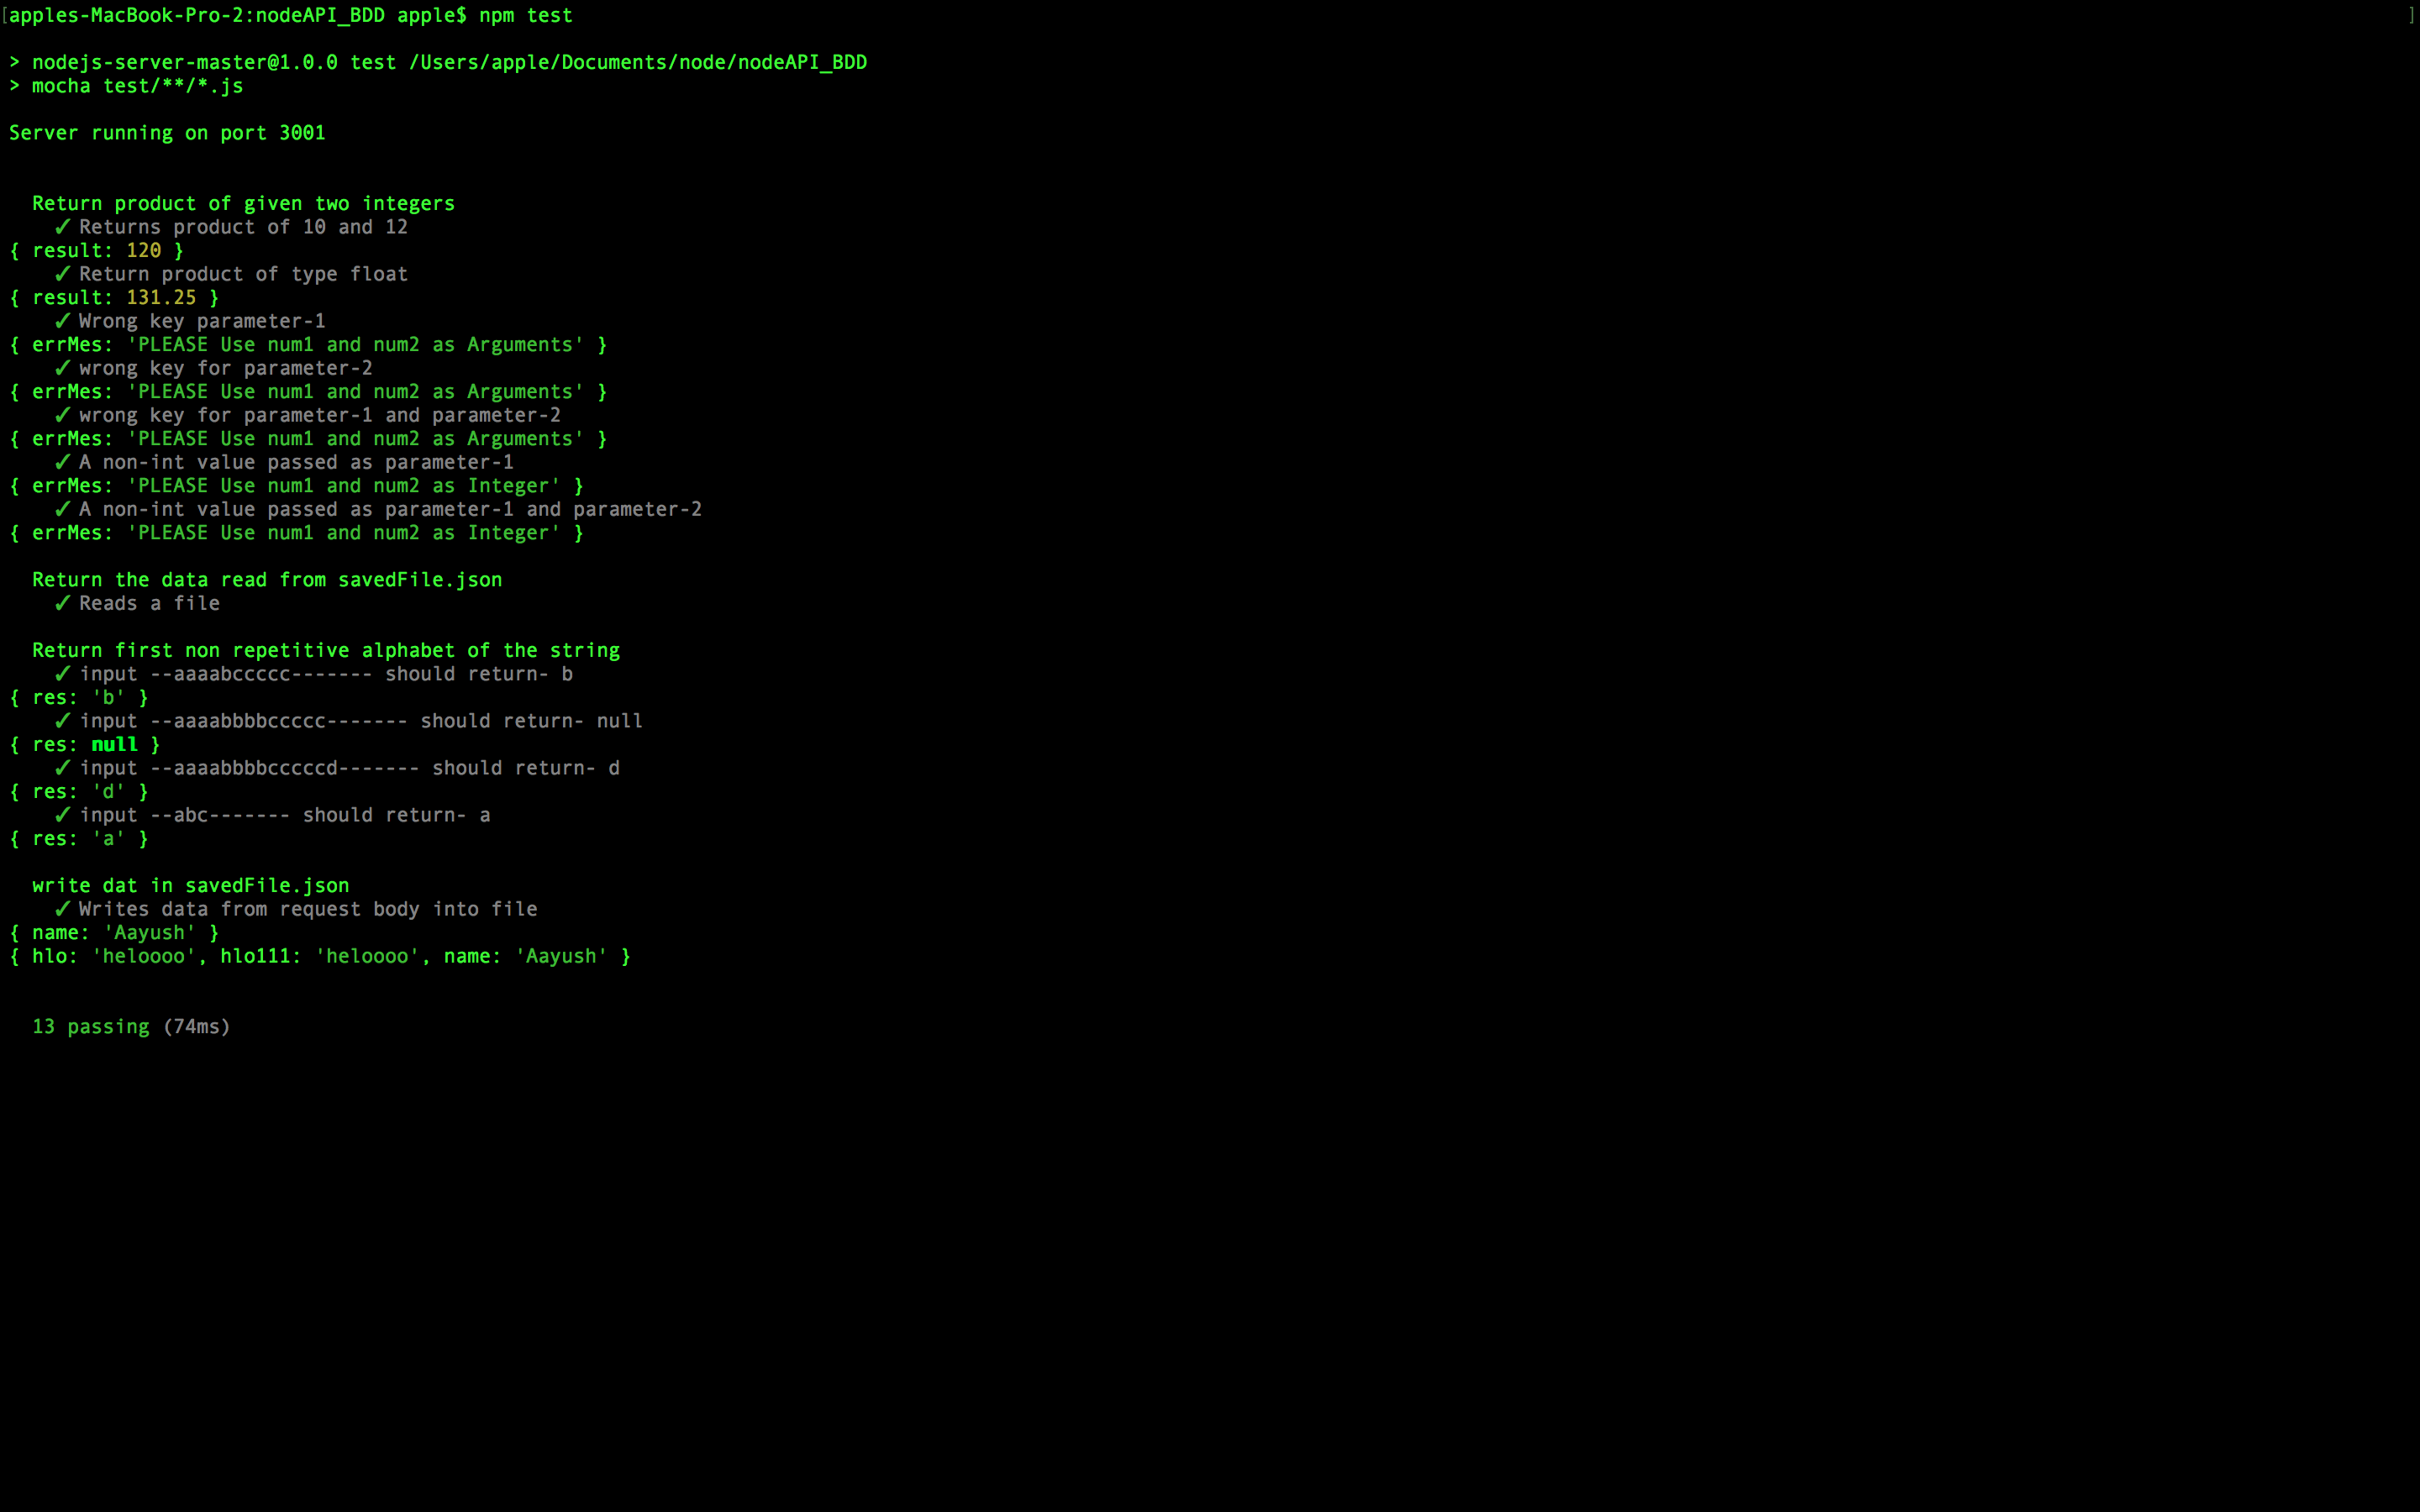 [apples-MacBook-Pro-2:nodeAPI_BDD apple$ npm test ]
> nodejs-server-master@1.0.0 test /Users/apple/Documents/node/nodeAPI_BDD
> mocha test/**/*.js
Server running on port 3001
Return product of given two integers
✓ Returns product of 10 and 12
{ result: 120 }
✓ Return product of type float
{ result: 131.25 }
✓ Wrong key parameter-1
{ errMes: 'PLEASE Use num1 and num2 as Arguments' }
✓ wrong key for parameter-2
{ errMes: 'PLEASE Use num1 and num2 as Arguments' }
✓ wrong key for parameter-1 and parameter-2
{ errMes: 'PLEASE Use num1 and num2 as Arguments' }
✓ A non-int value passed as parameter-1
{ errMes: 'PLEASE Use num1 and num2 as Integer' }
✓ A non-int value passed as parameter-1 and parameter-2
{ errMes: 'PLEASE Use num1 and num2 as Integer' }
Return the data read from savedFile.json
✓ Reads a file
Return first non repetitive alphabet of the string
✓ input --aaaabccccc------- should return- b
{ res: 'b' }
✓ input --aaaabbbbccccc------- should return- null
{ res: null }
✓ input --aaaabbbbcccccd------- should return- d
{ res: 'd' }
✓ input --abc------- should return- a
{ res: 'a' }
write dat in savedFile.json
✓ Writes data from request body into file
{ name: 'Aayush' }
{ hlo: 'heloooo', hlo111: 'heloooo', name: 'Aayush' }
13 passing (74ms)